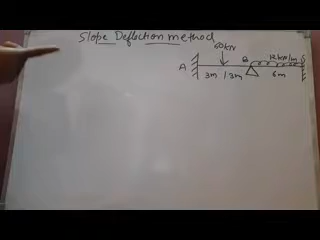 Slope Deflection method
60kN
A
B
12kN/m
3m / 3m
6m